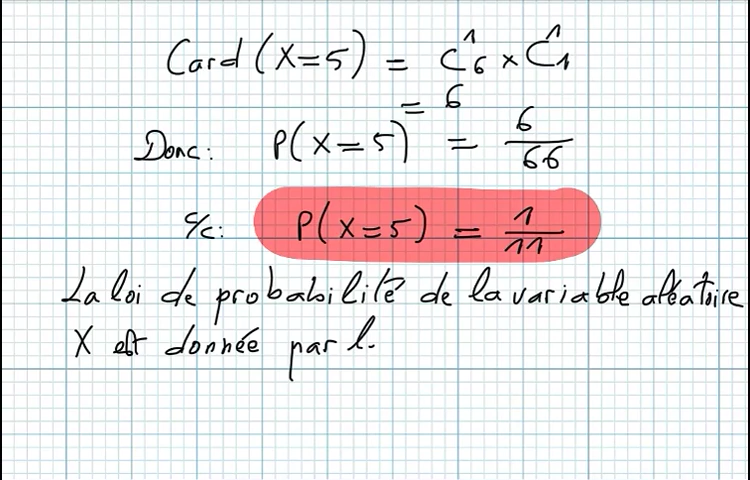 Card (X=5) = C¹₆ × C¹₁
= 6
Donc: P(X=5) = 6/66
c/c: P(X=5) = 1/11
La loi de probabilité de la variable aléatoire
X est donnée par l.